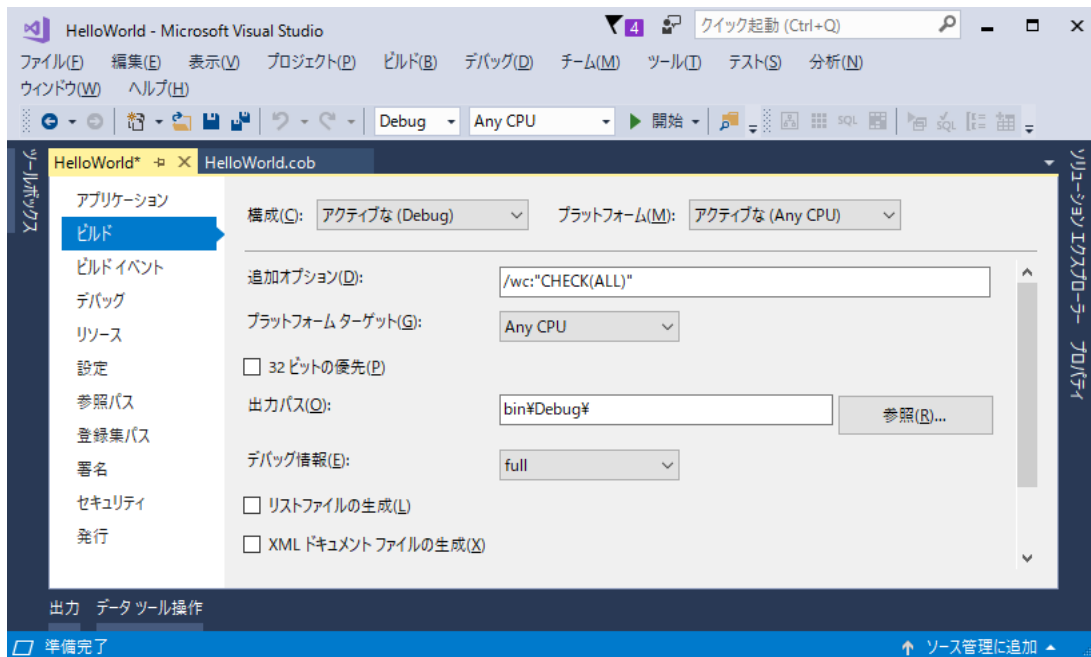 HelloWorld - Microsoft Visual Studio 4 クイック起動 (Ctrl+Q)
ファイル(F) 編集(E) 表示(V) プロジェクト(P) ビルド(B) デバッグ(D) チーム(M) ツール(T) テスト(S) 分析(N)
ウィンドウ(W) ヘルプ(H)
Debug Any CPU 開始 SQL SQL
ツールボックス
HelloWorld* HelloWorld.cob
ソリューション エクスプローラー プロパティ
アプリケーション
ビルド
ビルド イベント
デバッグ
リソース
設定
参照パス
登録集パス
署名
セキュリティ
発行
構成(C): アクティブな (Debug) プラットフォーム(M): アクティブな (Any CPU)
追加オプション(D): /wc:"CHECK(ALL)"
プラットフォーム ターゲット(G): Any CPU
32 ビットの優先(P)
出力パス(O): bin¥Debug¥ 参照(R)...
デバッグ情報(E): full
リストファイルの生成(L)
XML ドキュメント ファイルの生成(X)
出力 データ ツール操作
準備完了 ソース管理に追加